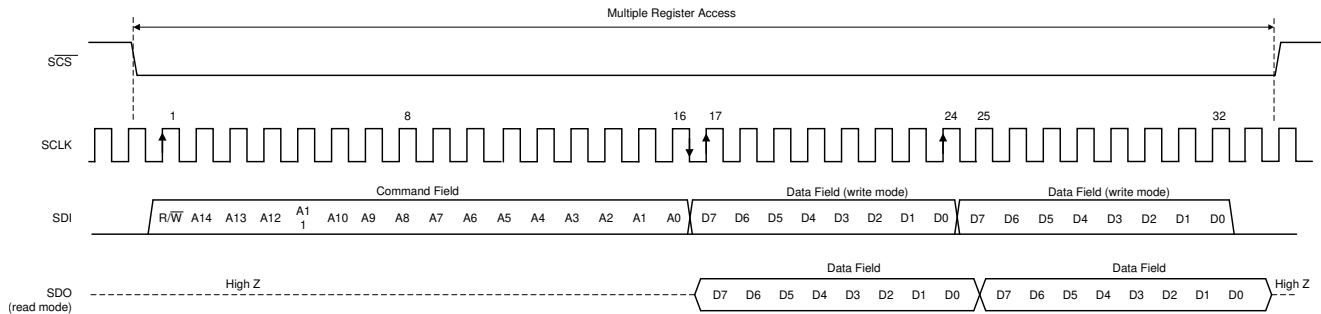 Multiple Register Access
SCS
1 8 16 17 24 25 32
SCLK
Command Field Data Field (write mode) Data Field (write mode)
SDI R/W A14 A13 A12 A1 A10 A9 A8 A7 A6 A5 A4 A3 A2 A1 A0 D7 D6 D5 D4 D3 D2 D1 D0 D7 D6 D5 D4 D3 D2 D1 D0
1
Data Field Data Field
High Z High Z
SDO D7 D6 D5 D4 D3 D2 D1 D0 D7 D6 D5 D4 D3 D2 D1 D0
(read mode)